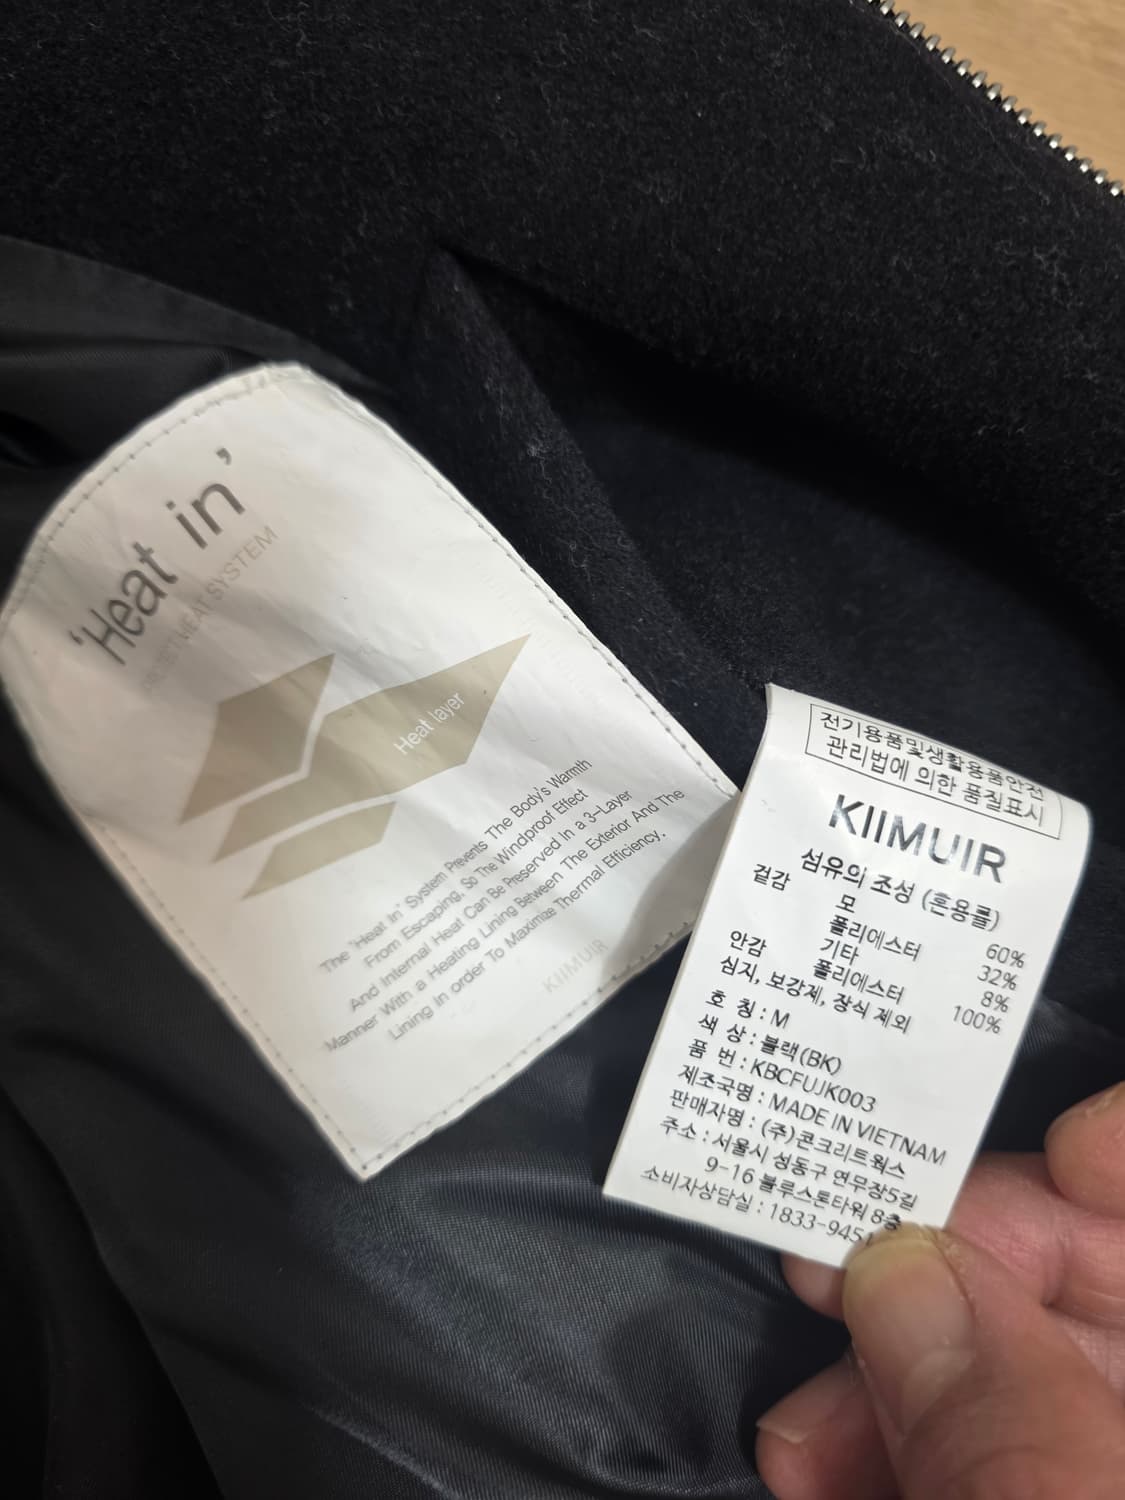 ‘Heat in’
HEAT SYSTEM
Heat layer
The ‘Heat In’ System Prevents The Body's Warmth
From Escaping, So The Windproof Effect
And Internal Heat Can Be Preserved In a 3-Layer
Manner With a Heating Lining Between The Exterior And The
Lining In order To Maximize Thermal Efficiency.
KIIMUIR
전기용품및생활용품안전
관리법에 의한 품질표시
KIIMUIR
섬유의 조성 (혼용률)
겉감 모 60%
폴리에스터 32%
기타 8%
안감 폴리에스터 100%
심지, 보강제, 장식 제외
호 칭 : M
색 상 : 블랙(BK)
품 번 : KBCFUJK003
제조국명 : MADE IN VIETNAM
판매자명 : (주)콘크리트웍스
주소 : 서울시 성동구 연무장5길
9-16 블루스톤타워 8층
소비자상담실 : 1833-9451